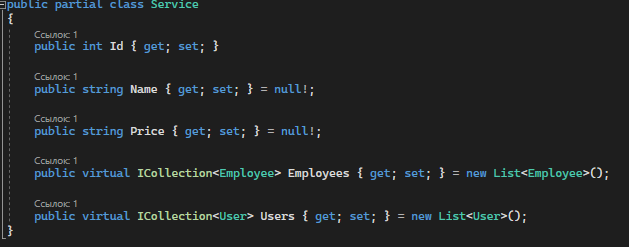 public partial class Service
{
Ссылок: 1
public int Id { get; set; }
Ссылок: 1
public string Name { get; set; } = null!;
Ссылок: 1
public string Price { get; set; } = null!;
Ссылок: 1
public virtual ICollection<Employee> Employees { get; set; } = new List<Employee>();
Ссылок: 1
public virtual ICollection<User> Users { get; set; } = new List<User>();
}